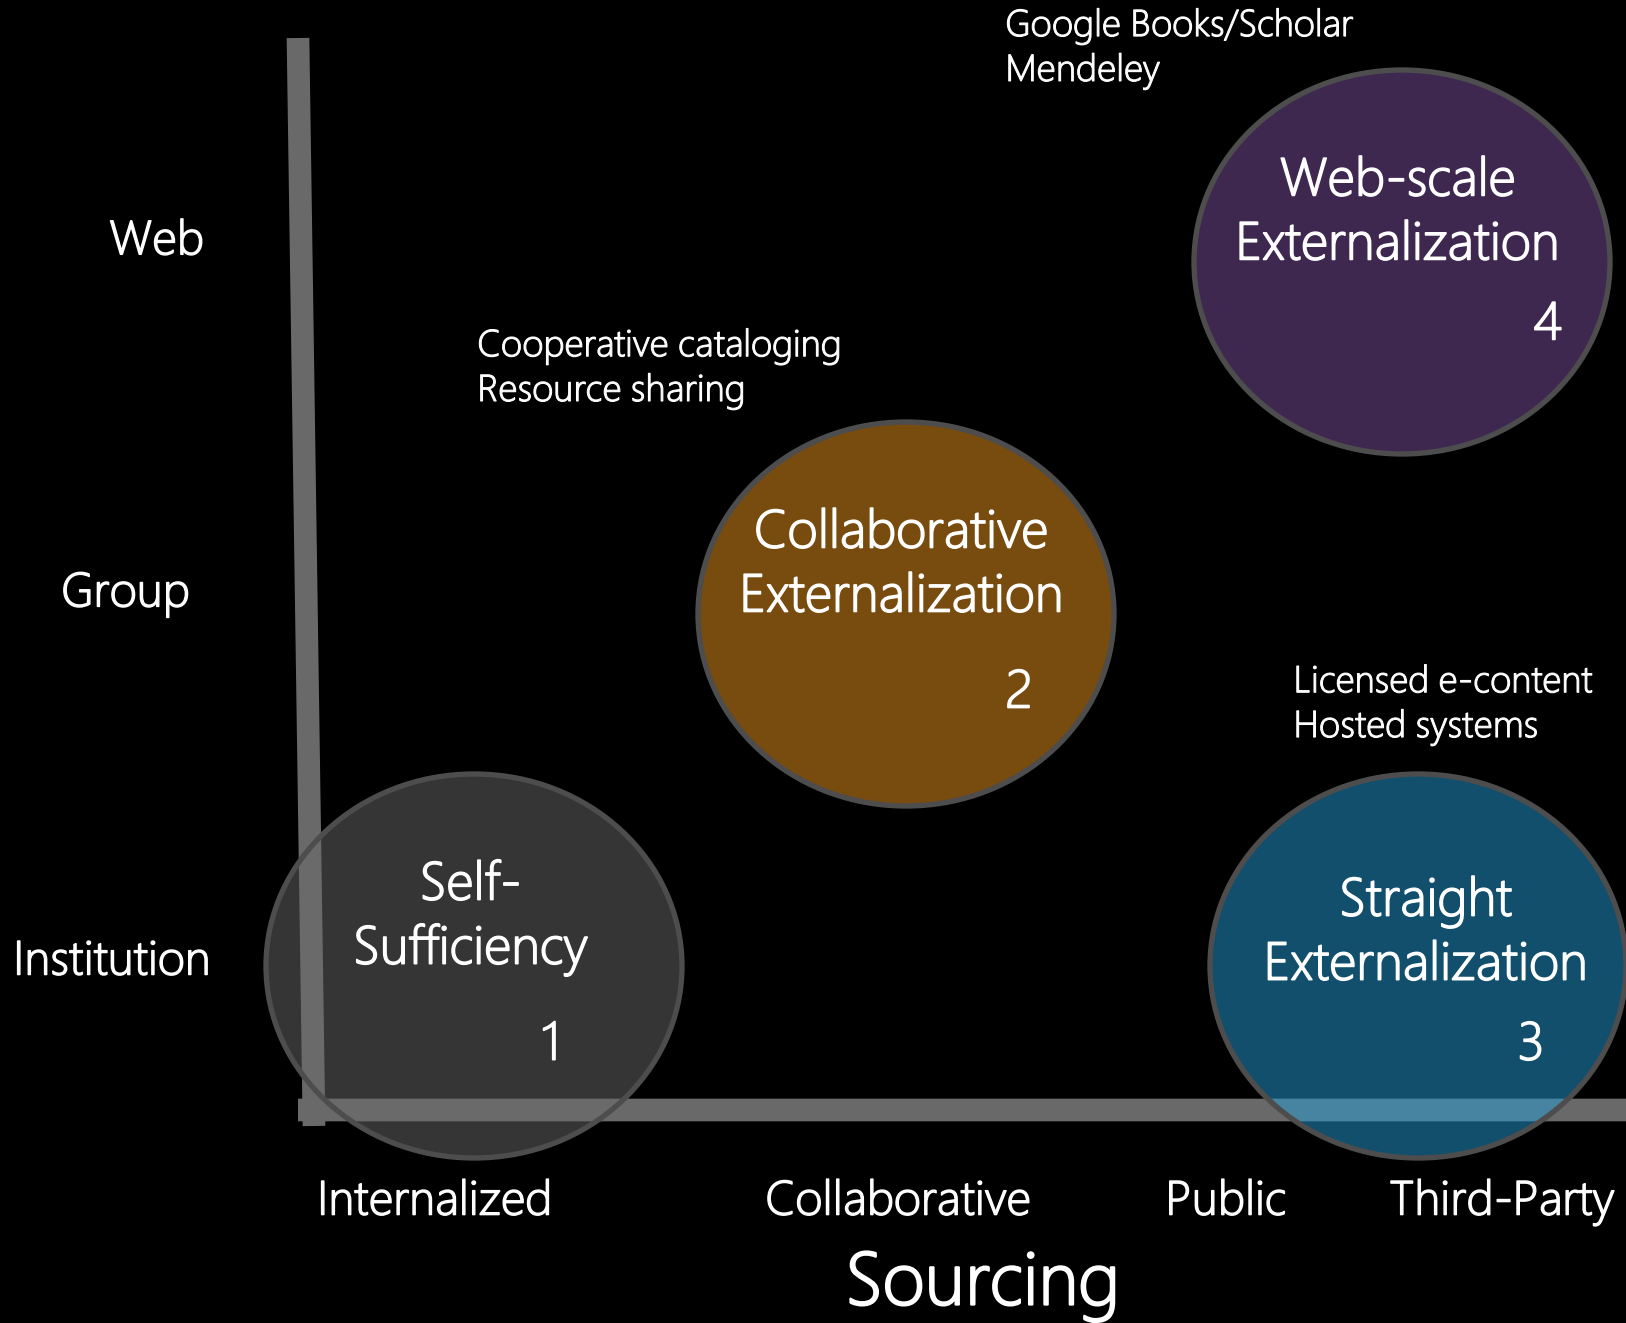 Google Books/Scholar
Mendeley
Web-scale
Externalization
4
Web
Cooperative cataloging
Resource sharing
Collaborative
Externalization
2
Group
Licensed e-content
Hosted systems
Self-
Sufficiency
1
Straight
Externalization
3
Institution
Internalized
Collaborative
Public
Third-Party
Sourcing